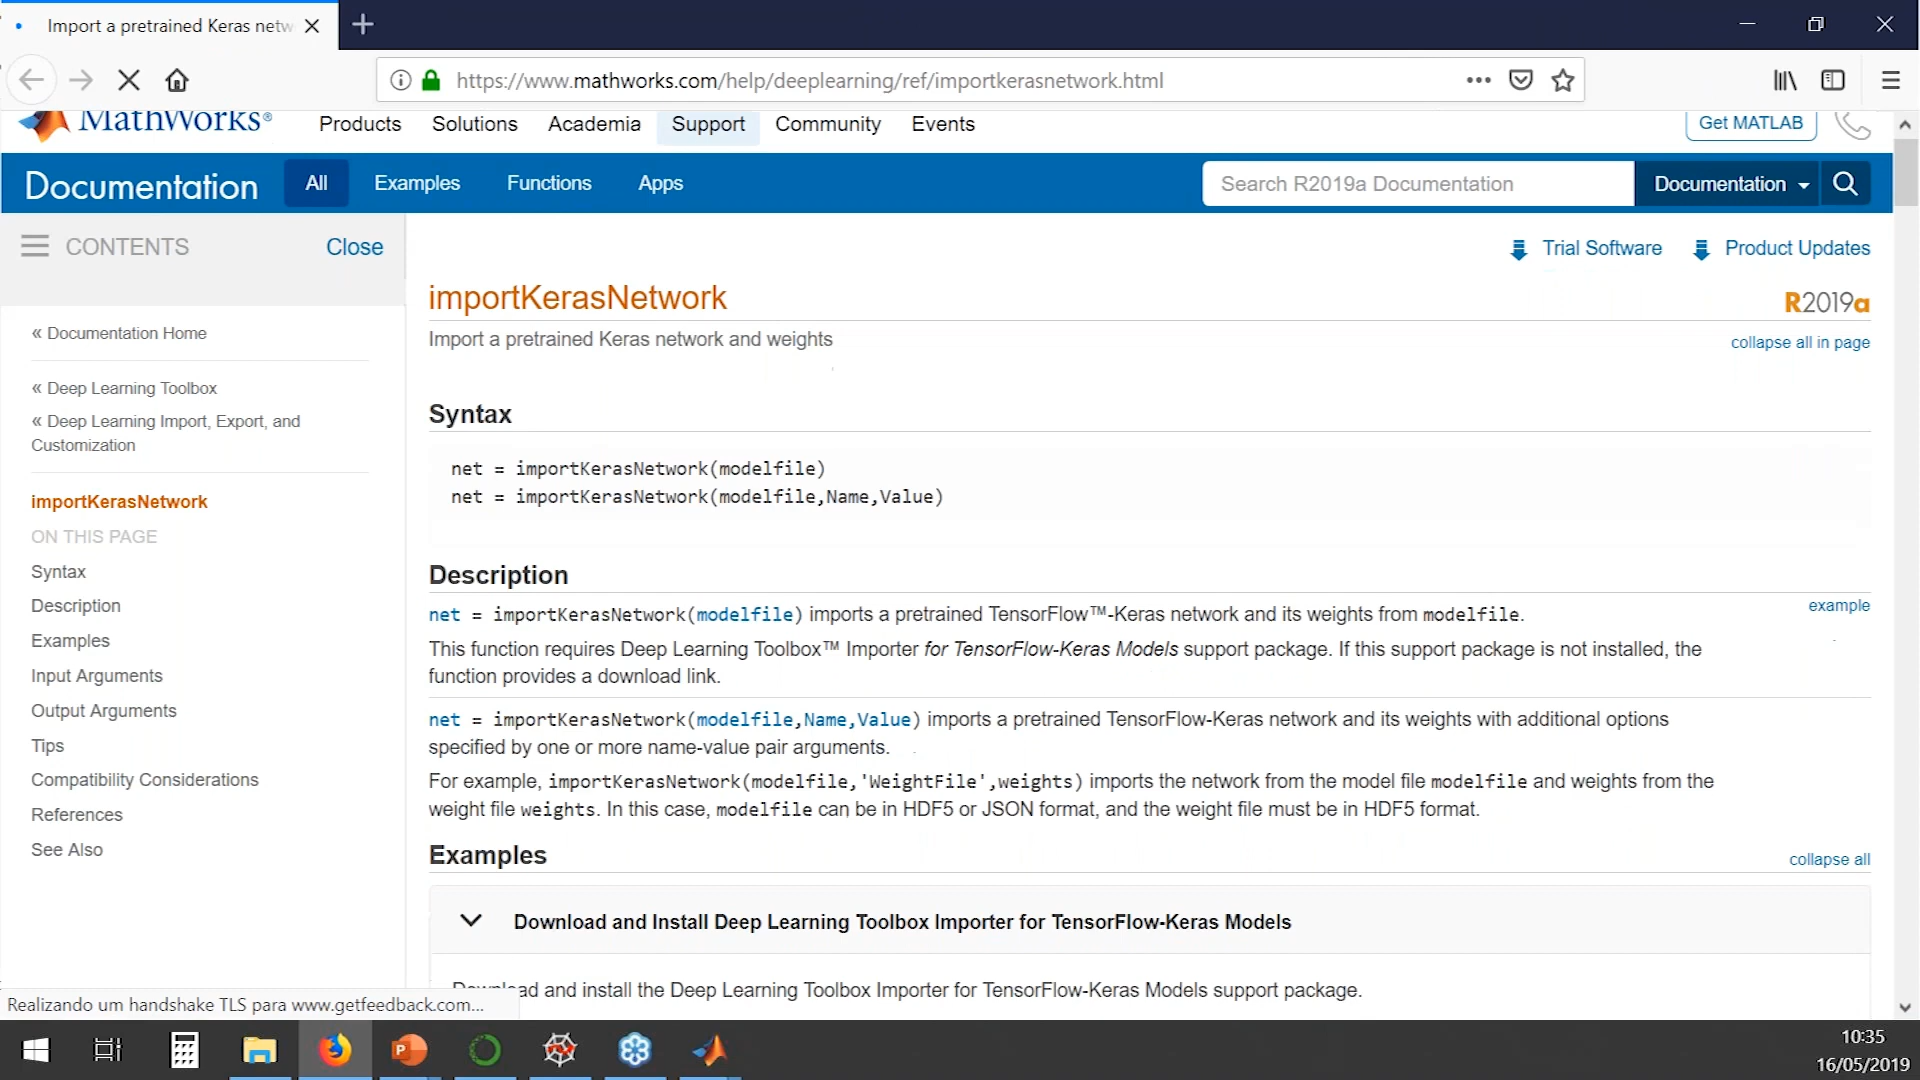 Import a pretrained Keras netw
https://www.mathworks.com/help/deeplearning/ref/importkerasnetwork.html
MathWorks®
Products
Solutions
Academia
Support
Community
Events
Get MATLAB
Documentation
All
Examples
Functions
Apps
Search R2019a Documentation
Documentation
CONTENTS
Close
« Documentation Home
« Deep Learning Toolbox
« Deep Learning Import, Export, and
Customization
importKerasNetwork
ON THIS PAGE
Syntax
Description
Examples
Input Arguments
Output Arguments
Tips
Compatibility Considerations
References
See Also
Trial Software
Product Updates
importKerasNetwork
R2019a
Import a pretrained Keras network and weights
collapse all in page
Syntax
net = importKerasNetwork(modelfile)
net = importKerasNetwork(modelfile,Name,Value)
Description
net = importKerasNetwork(modelfile) imports a pretrained TensorFlow™-Keras network and its weights from modelfile.
example
This function requires Deep Learning Toolbox™ Importer for TensorFlow-Keras Models support package. If this support package is not installed, the
function provides a download link.
net = importKerasNetwork(modelfile,Name,Value) imports a pretrained TensorFlow-Keras network and its weights with additional options
specified by one or more name-value pair arguments.
For example, importKerasNetwork(modelfile,'WeightFile',weights) imports the network from the model file modelfile and weights from the
weight file weights. In this case, modelfile can be in HDF5 or JSON format, and the weight file must be in HDF5 format.
Examples
collapse all
Download and Install Deep Learning Toolbox Importer for TensorFlow-Keras Models
Download and install the Deep Learning Toolbox Importer for TensorFlow-Keras Models support package.
Realizando um handshake TLS para www.getfeedback.com...
P
10:35
16/05/2019